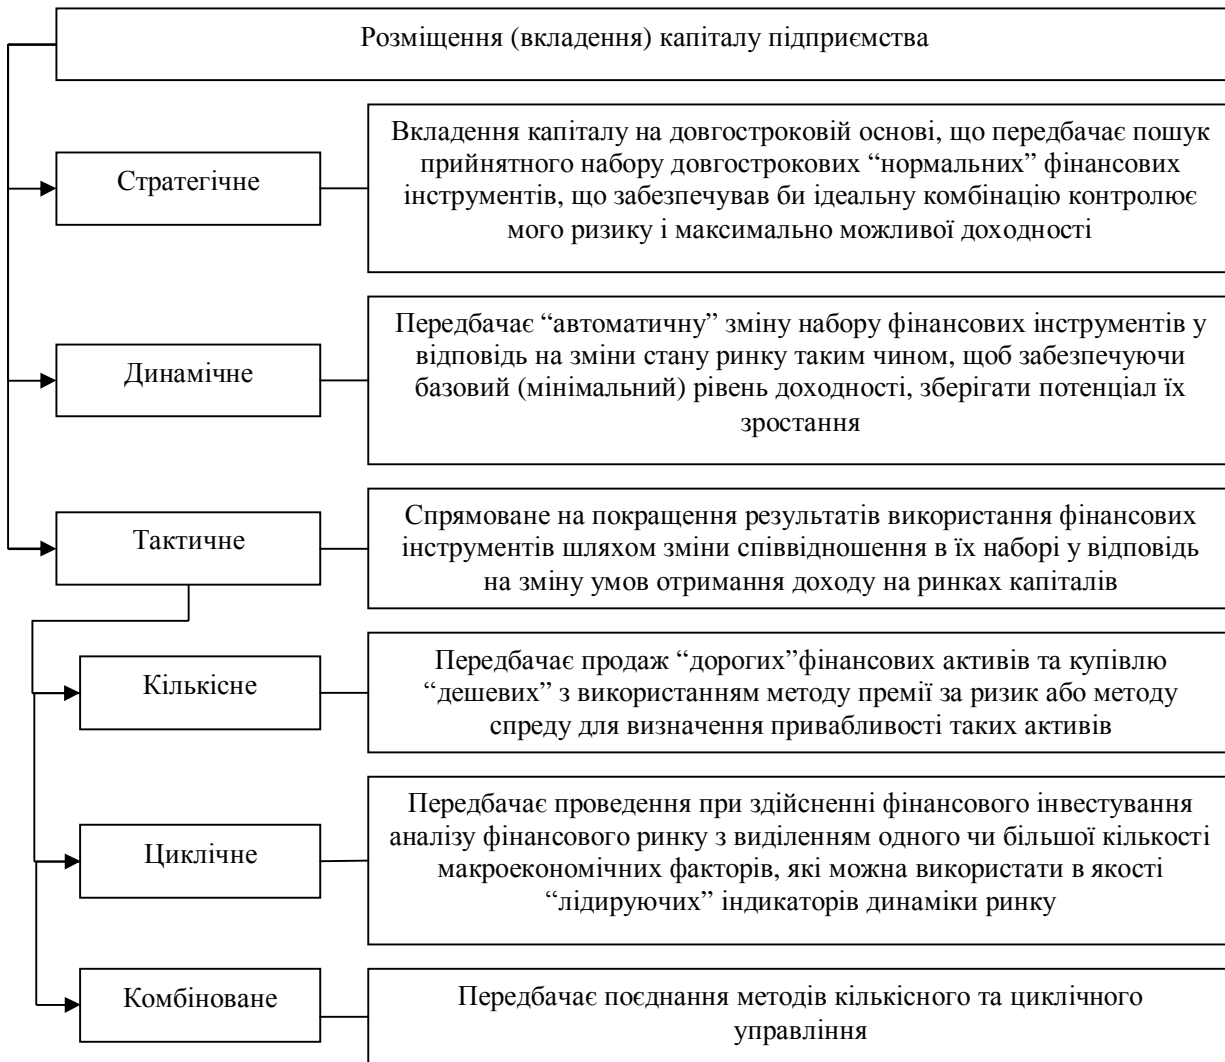 Розміщення (вкладення) капіталу підприємства
Стратегічне
Вкладення капіталу на довгостроковій основі, що передбачає пошук
прийнятного набору довгострокових “нормальних” фінансових
інструментів, що забезпечував би ідеальну комбінацію контролює
мого ризику і максимально можливої доходності
Динамічне
Передбачає “автоматичну” зміну набору фінансових інструментів у
відповідь на зміни стану ринку таким чином, щоб забезпечуючи
базовий (мінімальний) рівень доходності, зберігати потенціал їх
зростання
Тактичне
Спрямоване на покращення результатів використання фінансових
інструментів шляхом зміни співвідношення в їх наборі у відповідь
на зміну умов отримання доходу на ринках капіталів
Кількісне
Передбачає продаж “дорогих”фінансових активів та купівлю
“дешевих” з використанням методу премії за ризик або методу
спреду для визначення привабливості таких активів
Циклічне
Передбачає проведення при здійсненні фінансового інвестування
аналізу фінансового ринку з виділенням одного чи більшої кількості
макроекономічних факторів, які можна використати в якості
“лідируючих” індикаторів динаміки ринку
Комбіноване
Передбачає поєднання методів кількісного та циклічного
управління